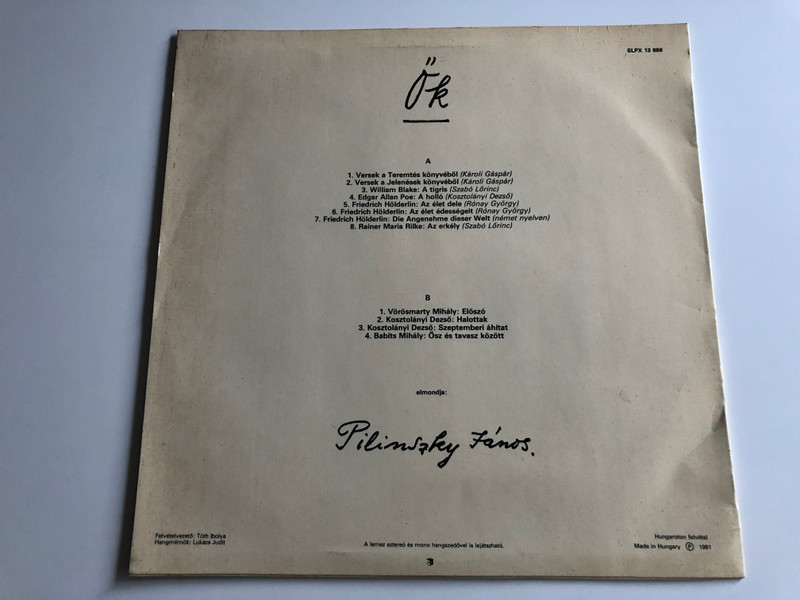 SLPX 13 888
Ők
A
1. Versek a Teremtés könyvéből (Károli Gáspár)
2. Versek a Jelenések könyvéből (Károli Gáspár)
3. William Blake: A tigris (Szabó Lőrinc)
4. Edgar Allan Poe: A holló (Kosztolányi Dezső)
5. Friedrich Hölderlin: Az élet dele (Rónay György)
6. Friedrich Hölderlin: Az élet édességeit (Rónay György)
7. Friedrich Hölderlin: Die Angenehme dieser Welt (német nyelven)
8. Rainer Maria Rilke: Az erkély (Szabó Lőrinc)
B
1. Vörösmarty Mihály: Előszó
2. Kosztolányi Dezső: Halottak
3. Kosztolányi Dezső: Szeptemberi áhitat
4. Babits Mihály: Ősz és tavasz között
elmondja:
Pilinszky János.
Felvételvezető: Tóth Ibolya
Hangmérnök: Lukács Judit
A lemez sztereó és mono hangszedővel is lejátszható.
Hungaroton felvétel
Made in Hungary Ⓟ 1981